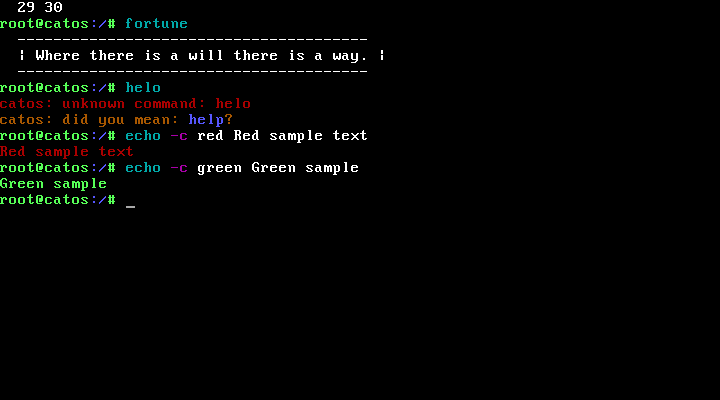 29 30
root@catos:/# fortune
---------------------------------------
| Where there is a will there is a way. |
---------------------------------------
root@catos:/# helo
catos: unknown command: helo
catos: did you mean: help?
root@catos:/# echo -c red Red sample text
Red sample text
root@catos:/# echo -c green Green sample
Green sample
root@catos:/# _